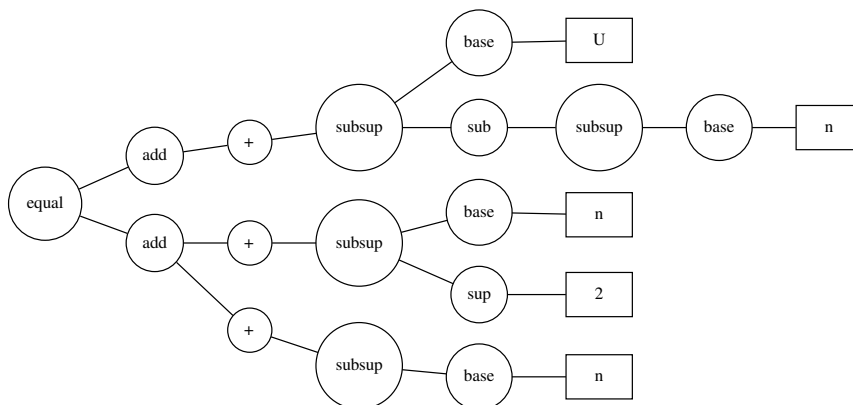 base U
subsup sub subsup base n
add +
equal
subsup base n
add +
sup 2
+
subsup base n